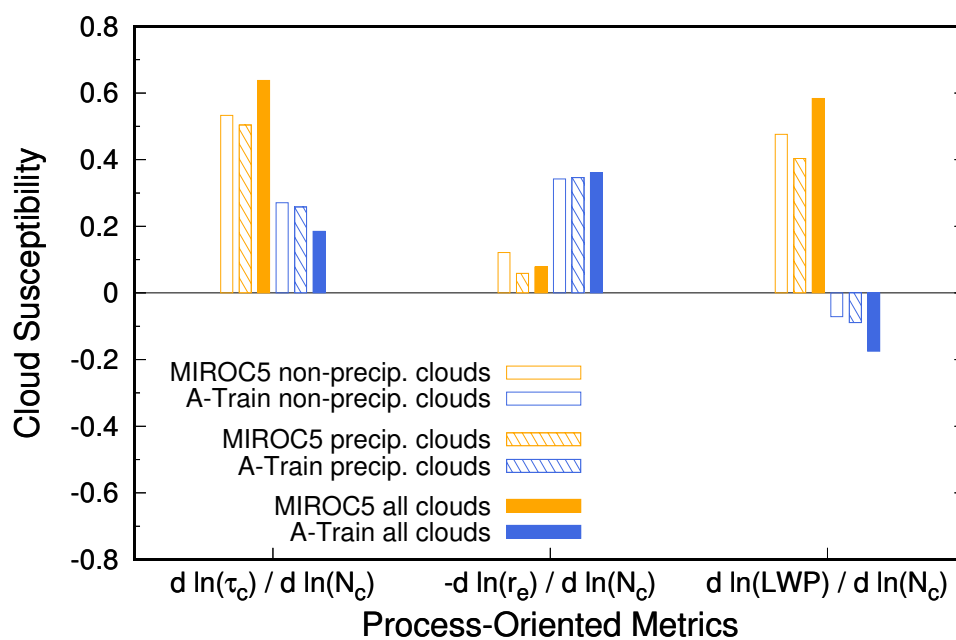 0.8
0.6
0.4
0.2
0
-0.2
-0.4
-0.6
-0.8
Cloud Susceptibility
MIROC5 non-precip. clouds
A-Train non-precip. clouds
MIROC5 precip. clouds
A-Train precip. clouds
MIROC5 all clouds
A-Train all clouds
d ln(τc) / d ln(Nc) -d ln(re) / d ln(Nc) d ln(LWP) / d ln(Nc)
Process-Oriented Metrics